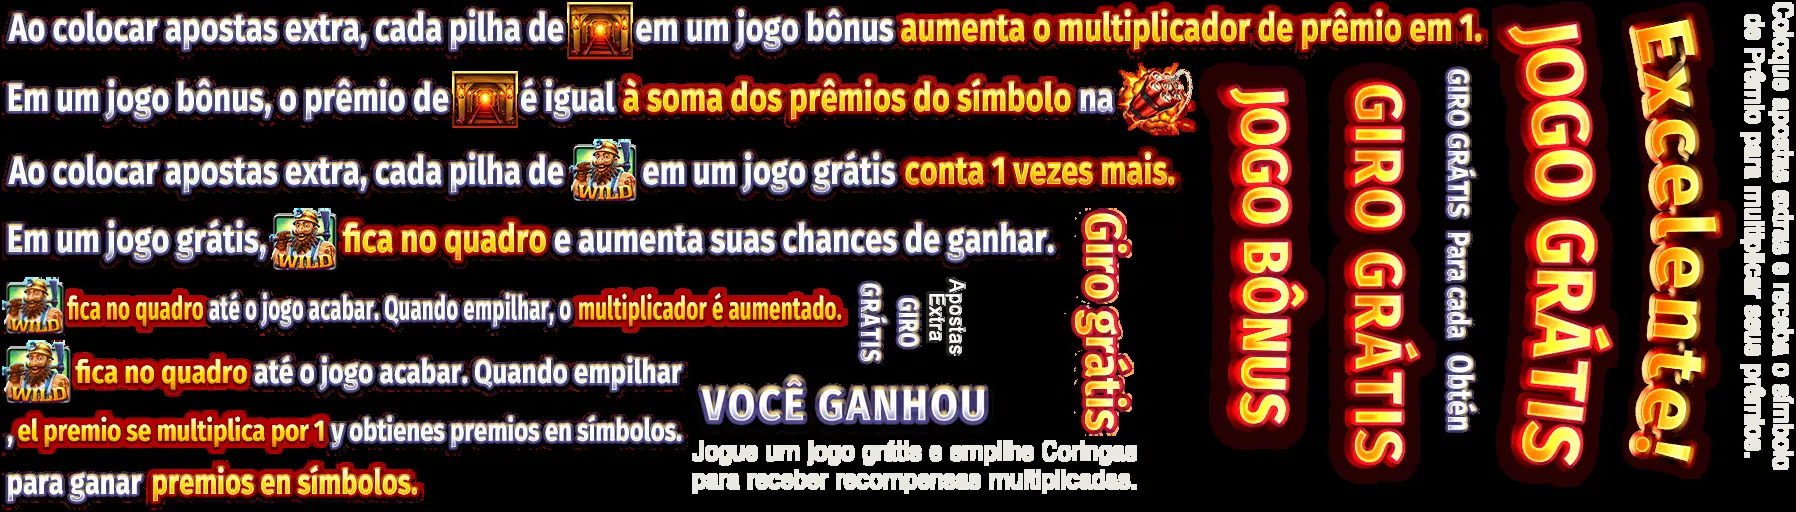 Ao colocar apostas extra, cada pilha de em um jogo bônus aumenta o multiplicador de prêmio em 1.
Em um jogo bônus, o prêmio de é igual à soma dos prêmios do símbolo na
Ao colocar apostas extra, cada pilha de WILD em um jogo grátis conta 1 vezes mais.
Em um jogo grátis, WILD fica no quadro e aumenta suas chances de ganhar.
WILD fica no quadro até o jogo acabar. Quando empilhar, o multiplicador é aumentado.
WILD fica no quadro até o jogo acabar. Quando empilhar
, el premio se multiplica por 1 y obtienes premios en símbolos.
para ganar premios en símbolos.
GIRO
GRÁTIS
Apostas
Extra
VOCÊ GANHOU
Jogue um jogo grátis e empilhe Coringas
para receber recompensas multiplicadas.
Giro grátis
JOGO BÔNUS
GIRO GRÁTIS
GIRO GRÁTIS Para cada Obtén
JOGO GRÁTIS
Excelente!
Coloque apostas extras e receba o símbolo
de Prêmio para multiplicar seus prêmios.